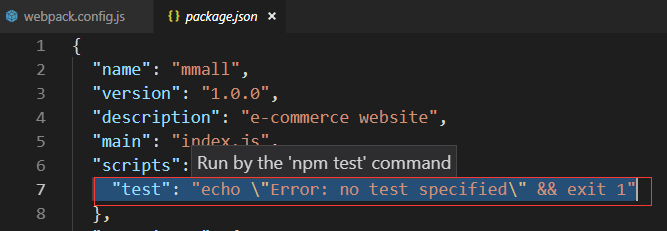 webpack.config.js
{} package.json ×
1 {
2 "name": "mmall",
3 "version": "1.0.0",
4 "description": "e-commerce website",
5 "main": "index.js",
6 "scripts":
Run by the 'npm test' command
7 "test": "echo \"Error: no test specified\" && exit 1"
8 },